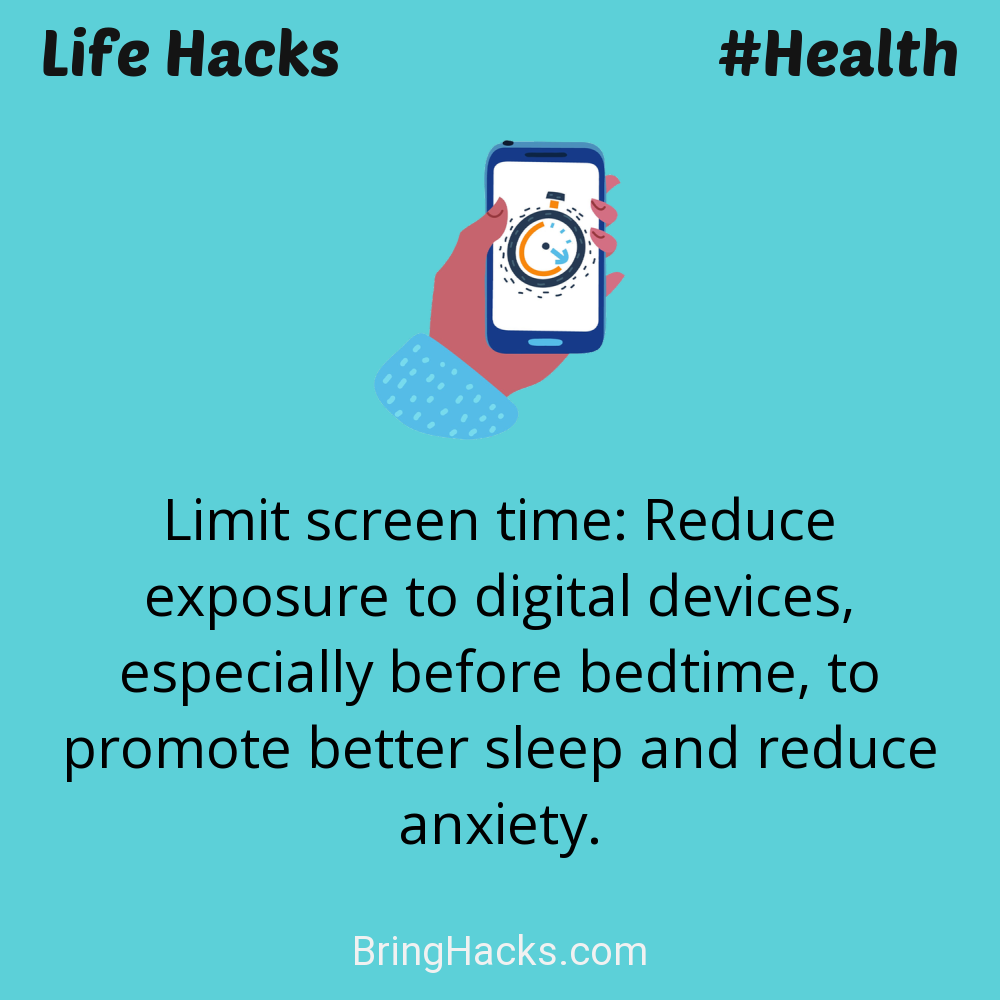 Life Hacks
#Health
Limit screen time: Reduce
exposure to digital devices,
especially before bedtime, to
promote better sleep and reduce
anxiety.
BringHacks.com